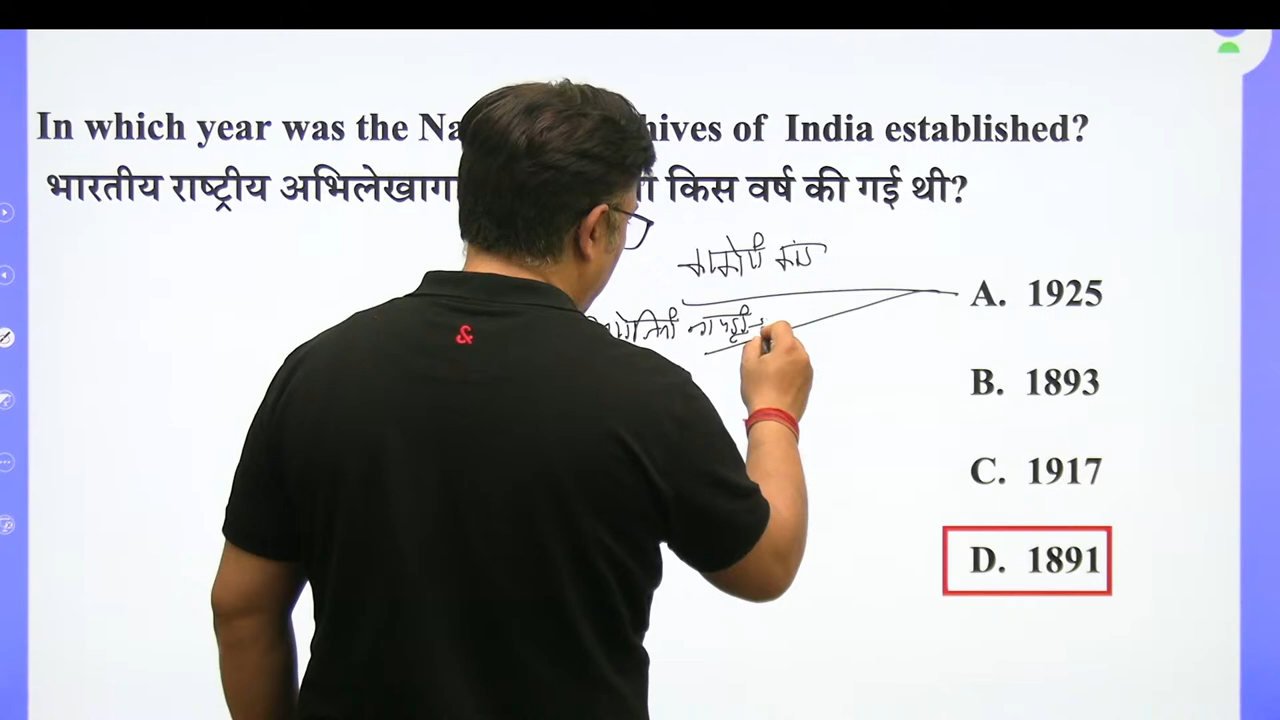 In which year was the Na hives of India established?
भारतीय राष्ट्रीय अभिलेखागा किस वर्ष की गई थी?
काकोरी कांड
A. 1925
B. 1893
C. 1917
D. 1891
&